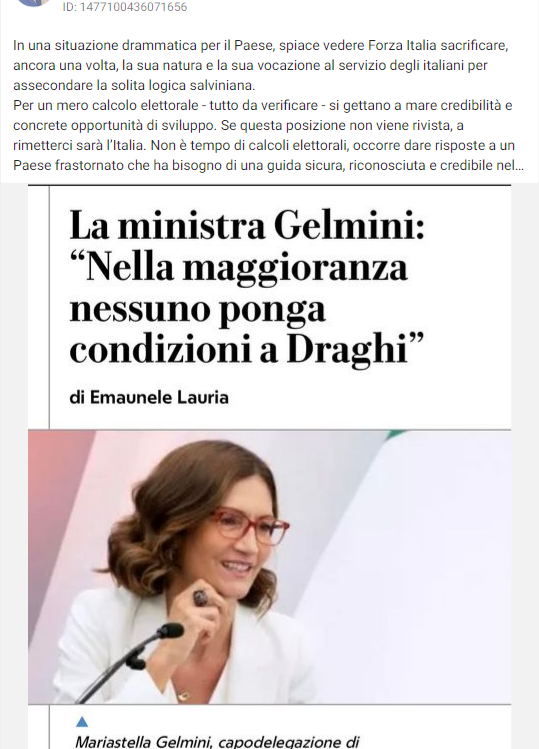 ID: 1477100436071656
In una situazione drammatica per il Paese, spiace vedere Forza Italia sacrificare,
ancora una volta, la sua natura e la sua vocazione al servizio degli italiani per
assecondare la solita logica salviniana.
Per un mero calcolo elettorale - tutto da verificare - si gettano a mare credibilità e
concrete opportunità di sviluppo. Se questa posizione non viene rivista, a
rimetterci sarà l'Italia. Non è tempo di calcoli elettorali, occorre dare risposte a un
Paese frastornato che ha bisogno di una guida sicura, riconosciuta e credibile nel...
La ministra Gelmini:
“Nella maggioranza
nessuno ponga
condizioni a Draghi”
di Emaunele Lauria
Mariastella Gelmini, capodelegazione di